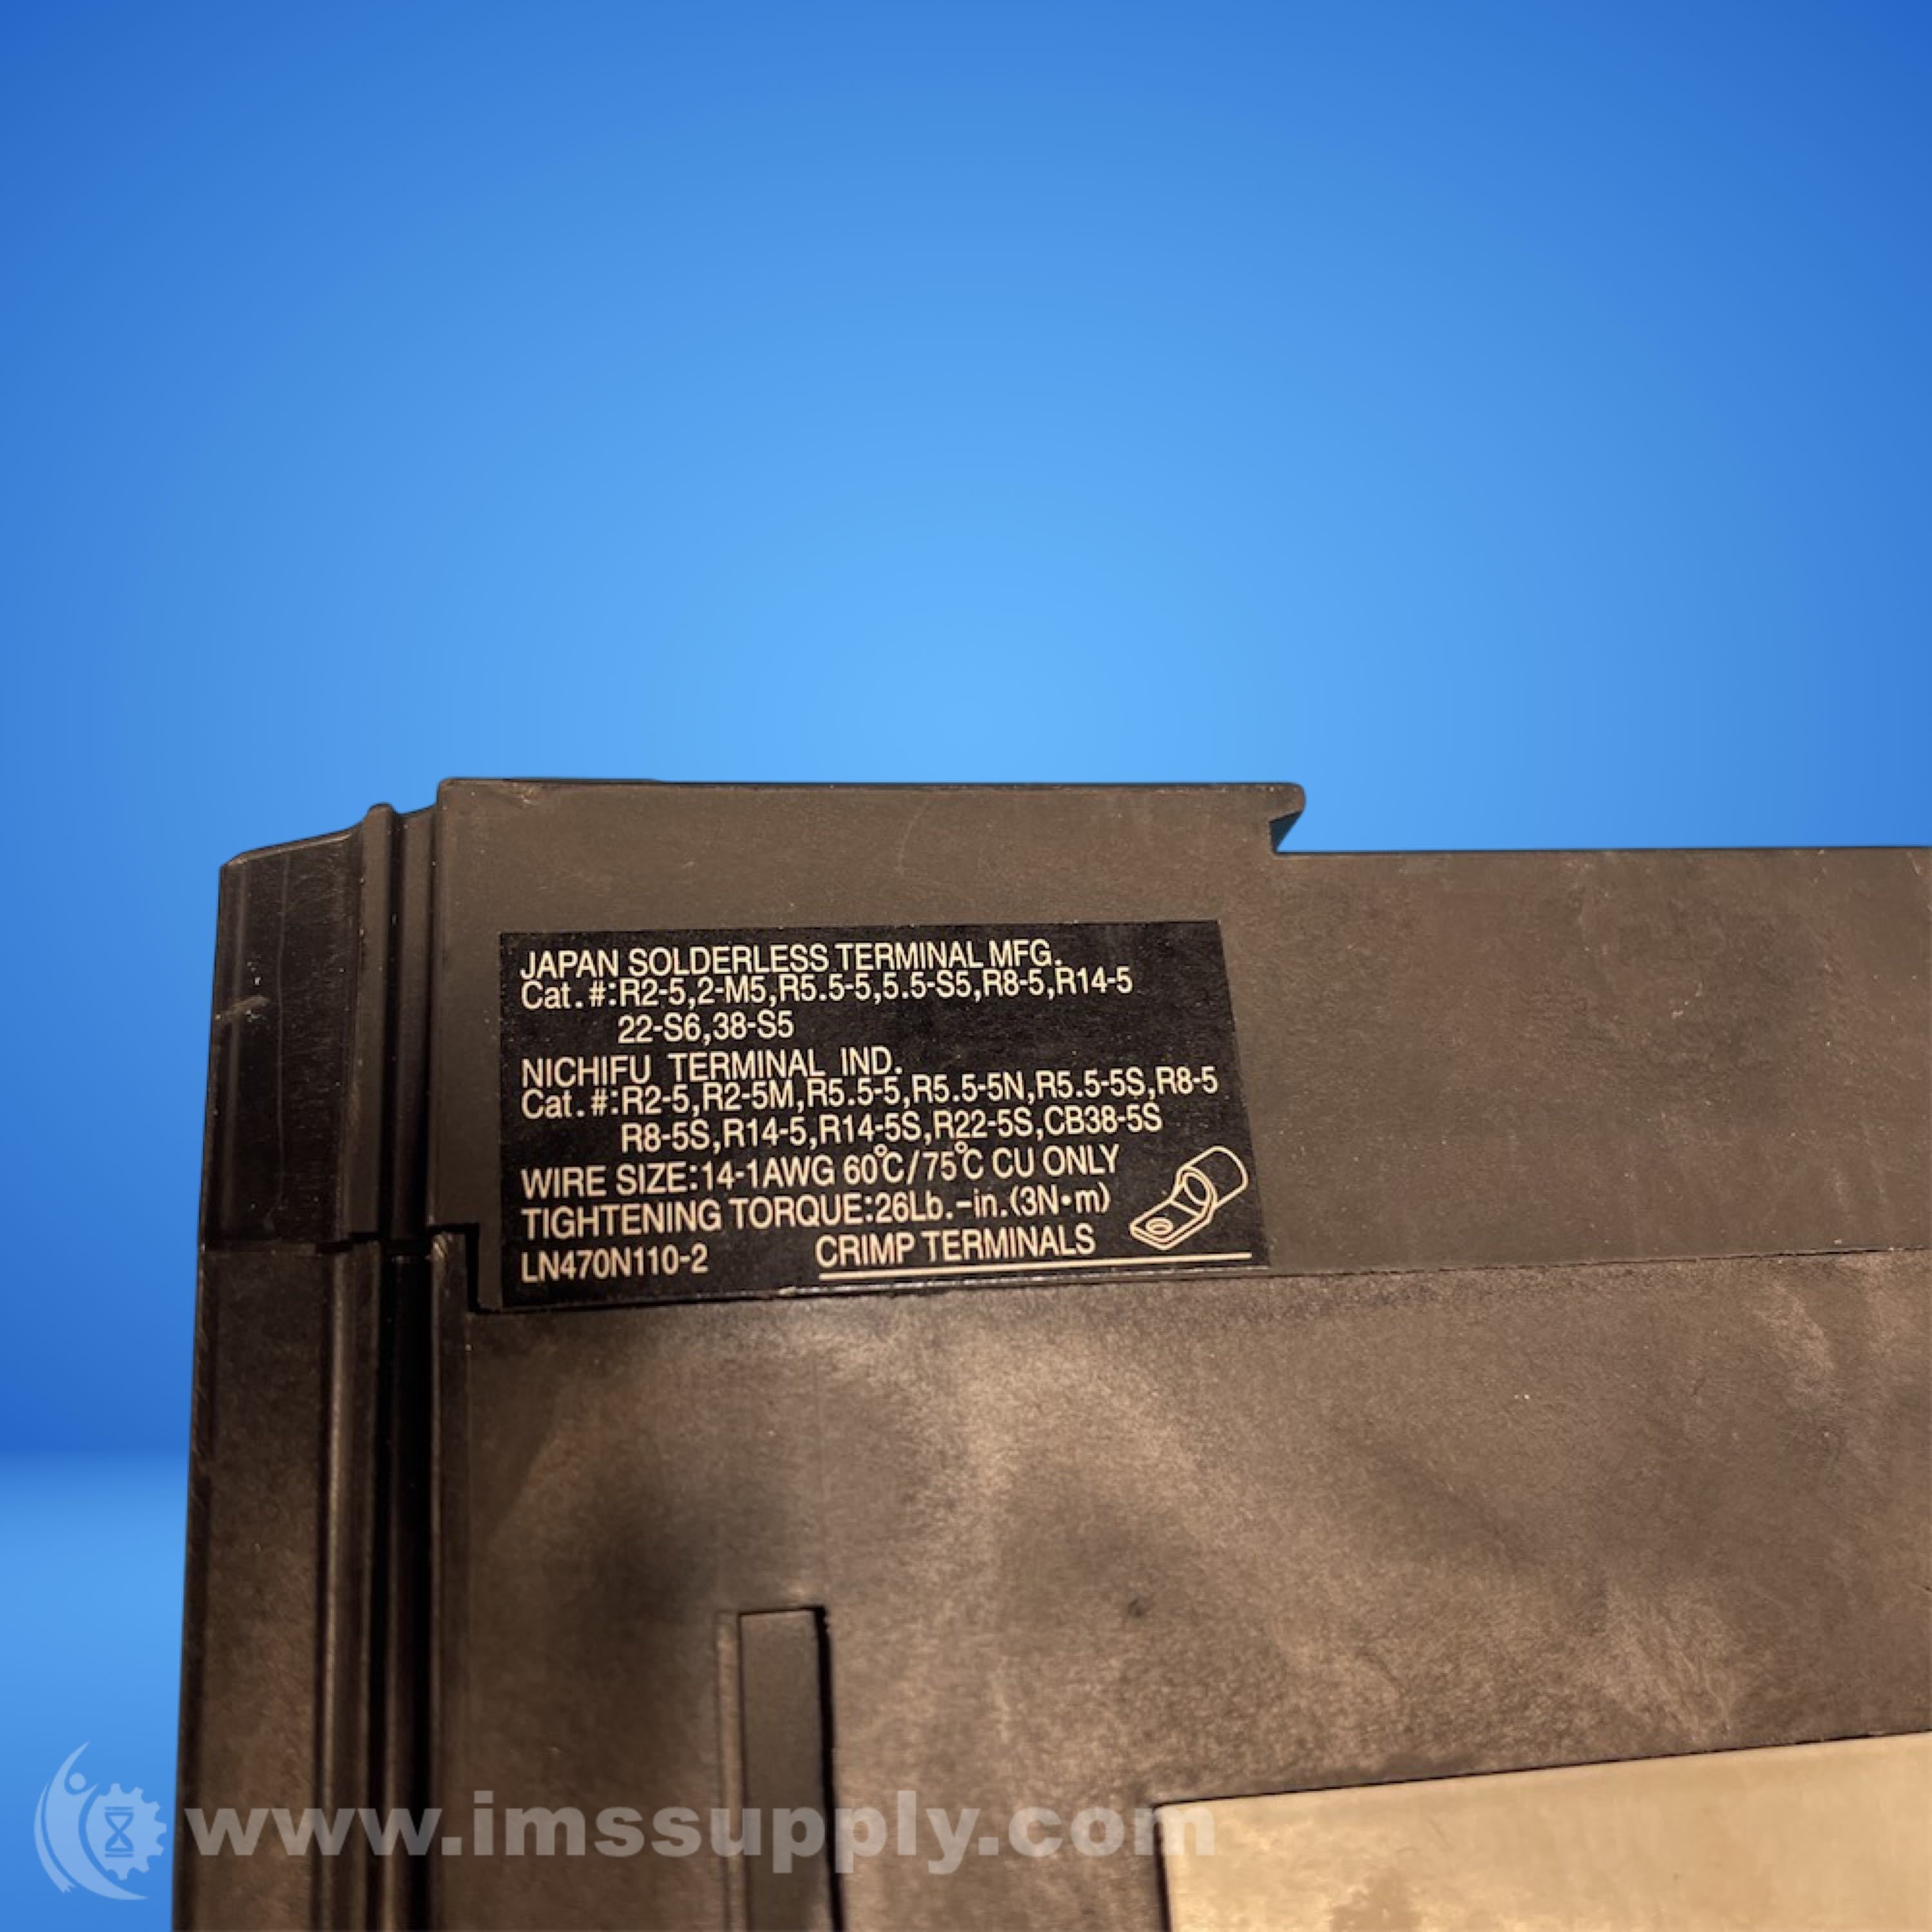 JAPAN SOLDERLESS TERMINAL MFG.
Cat.#:R2-5,2-M5,R5.5-5,5.5-S5,R8-5,R14-5
22-S6,38-S5
NICHIFU TERMINAL IND.
Cat.#:R2-5,R2-5M,R5.5-5,R5.5-5N,R5.5-5S,R8-5
R8-5S,R14-5,R14-5S,R22-5S,CB38-5S
WIRE SIZE:14-1AWG 60℃/75℃ CU ONLY
TIGHTENING TORQUE:26Lb.-in.(3N•m)
LN470N110-2 CRIMP TERMINALS
www.imssupply.com